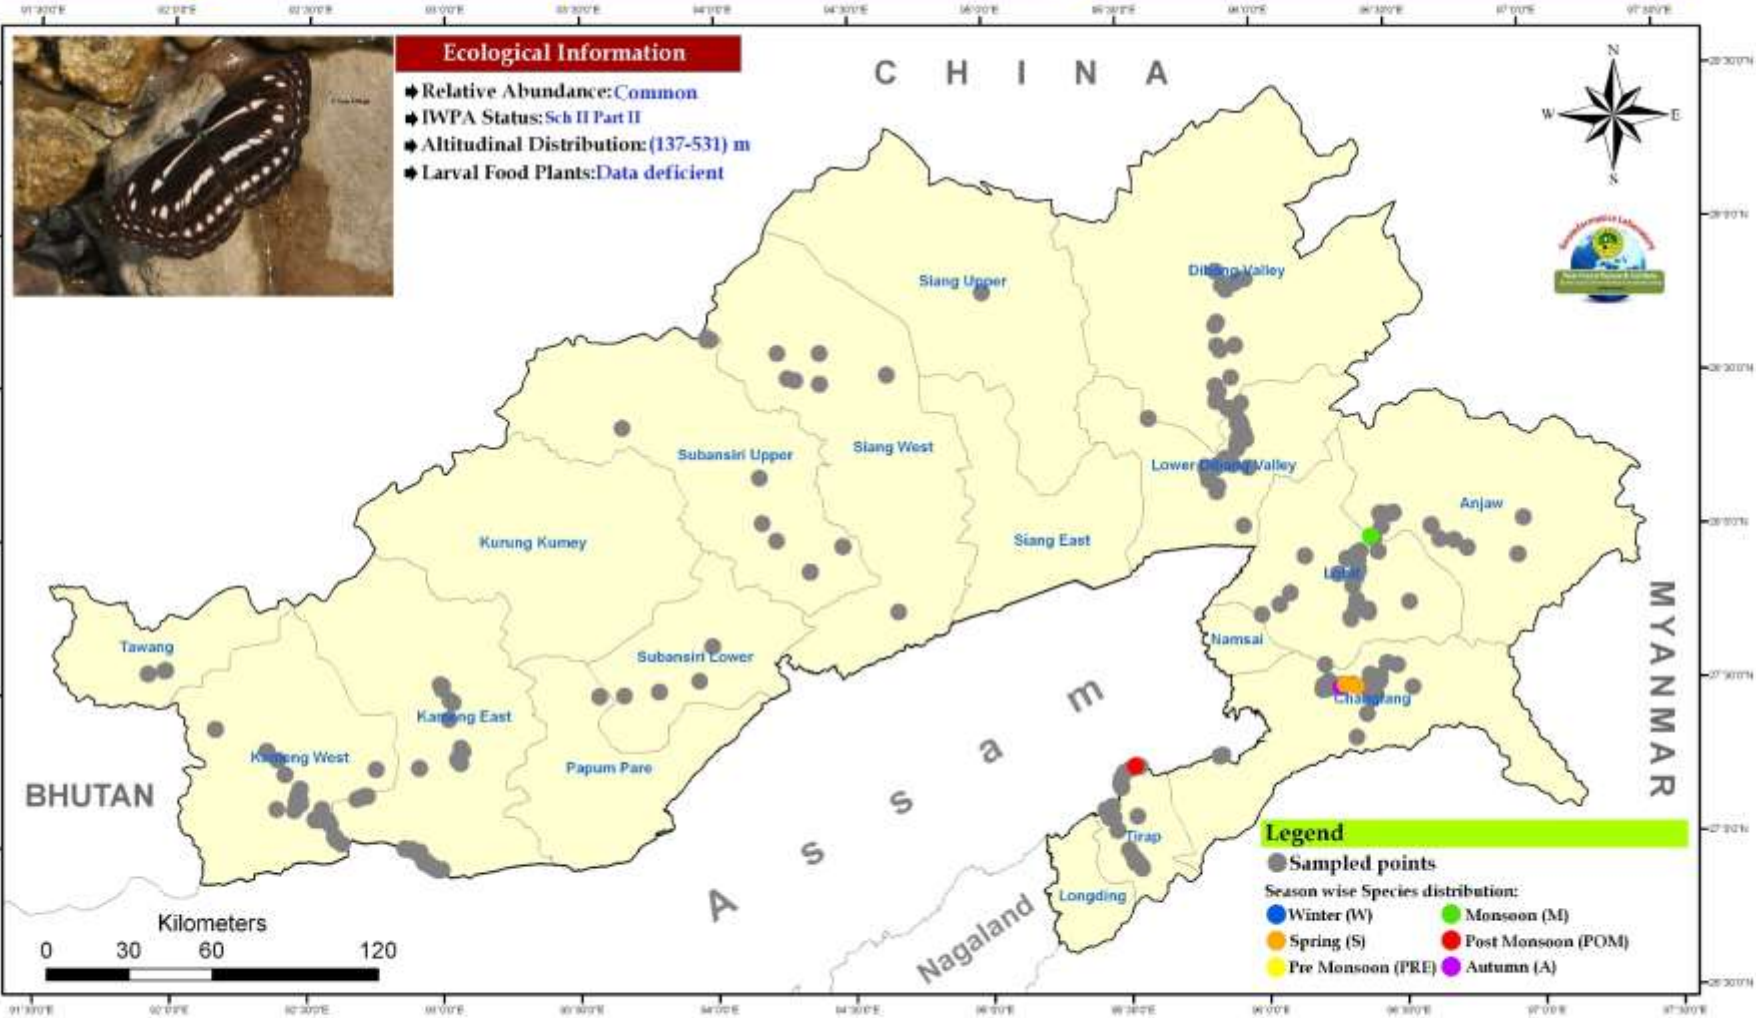 Ecological Information
Relative Abundance:Common
IWPA Status:Sch II Part II
Altitudinal Distribution:(137-531) m
Larval Food Plants:Data deficient
CHINA
N
W
E
S
Siang Upper
Dibang Valley
Subansiri Upper
Siang West
Lower Dibang Valley
Anjaw
Kurung Kumey
Siang East
Lohit
Tawang
Subansiri Lower
Namsai
MYANMAR
Kameng East
Changlang
Kameng West
Papum Pare
BHUTAN
Assam
Tirap
Longding
Nagaland
Kilometers
0 30 60 120
Legend
Sampled points
Season wise Species distribution:
Winter (W)
Monsoon (M)
Spring (S)
Post Monsoon (POM)
Pre Monsoon (PRE)
Autumn (A)